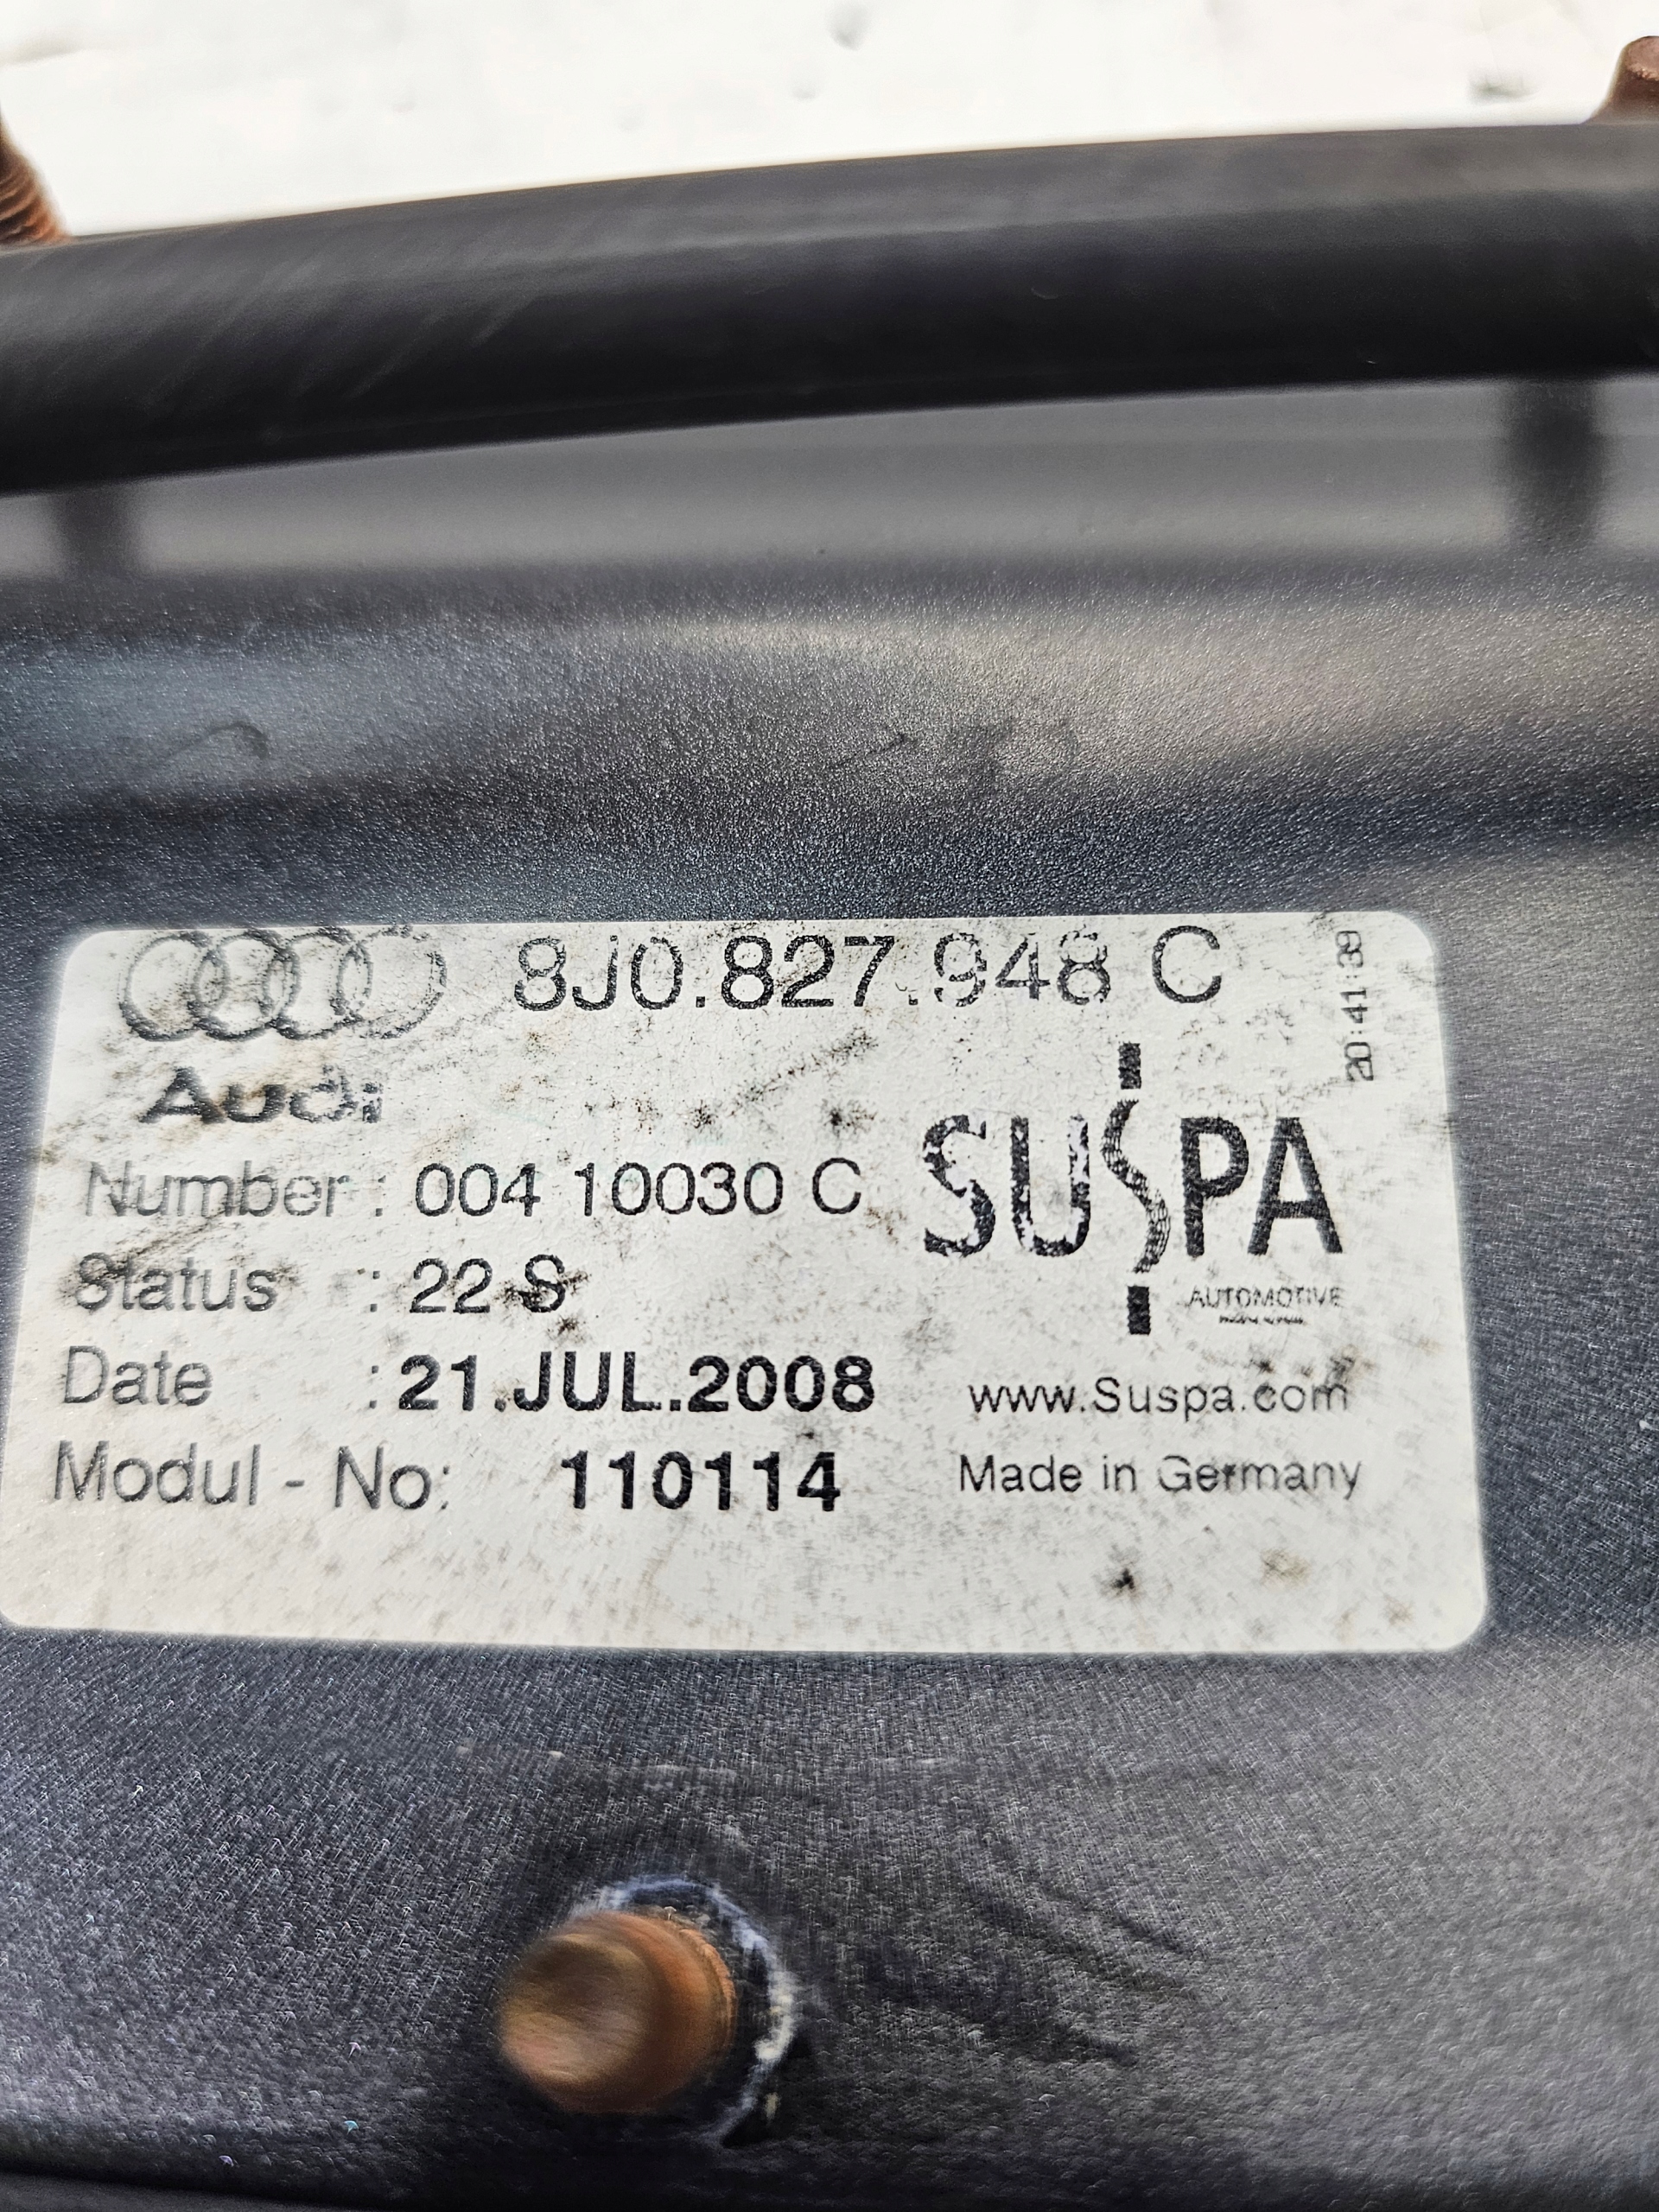 8J0.827.948 C
20:41:39
Audi
SUSPA
Number : 004 10030 C
Status : 22 S
AUTOMOTIVE
Date : 21.JUL.2008
www.Suspa.com
Modul - No: 110114
Made in Germany